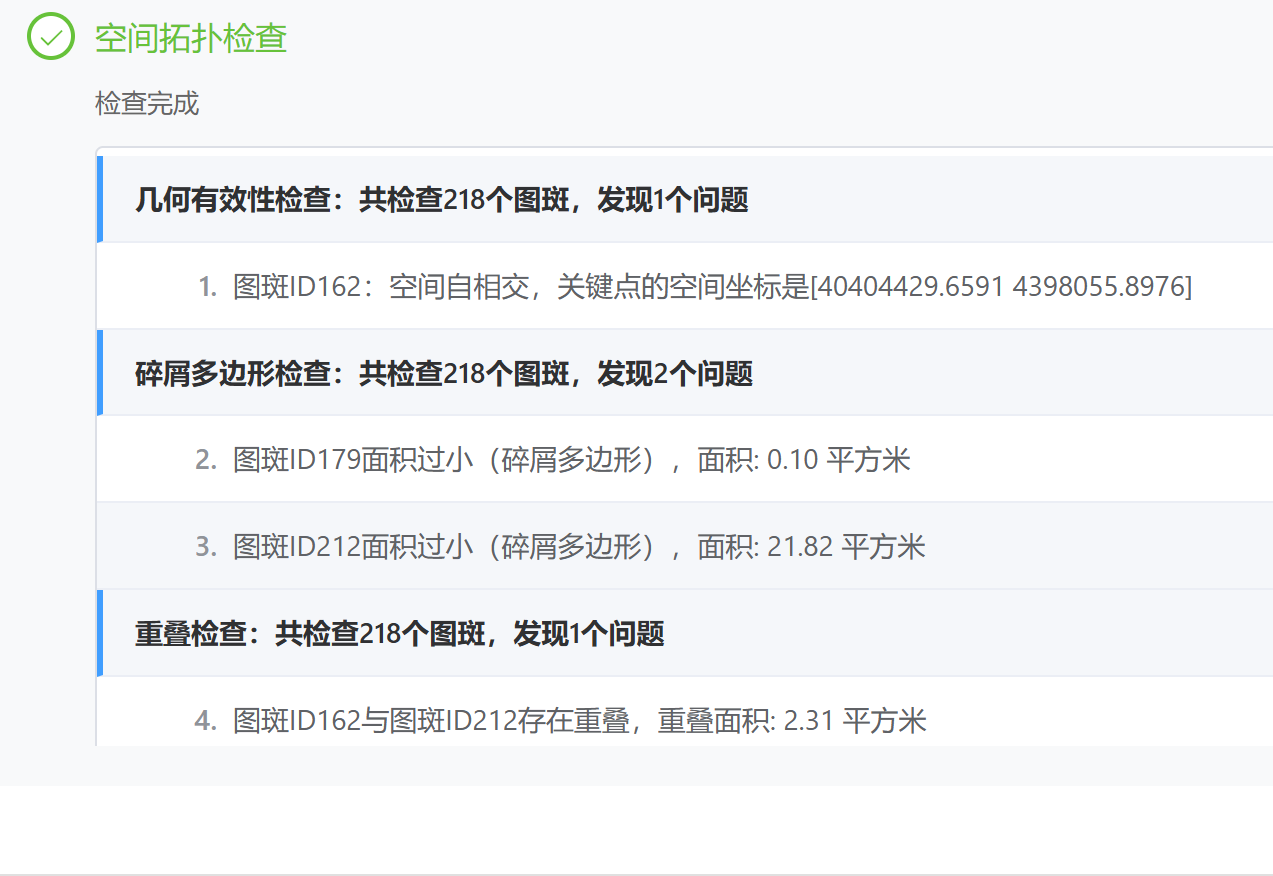 空间拓扑检查
检查完成
几何有效性检查：共检查218个图斑，发现1个问题
1. 图斑ID162：空间自相交，关键点的空间坐标是[40404429.6591 4398055.8976]
碎屑多边形检查：共检查218个图斑，发现2个问题
2. 图斑ID179面积过小（碎屑多边形），面积: 0.10 平方米
3. 图斑ID212面积过小（碎屑多边形），面积: 21.82 平方米
重叠检查：共检查218个图斑，发现1个问题
4. 图斑ID162与图斑ID212存在重叠，重叠面积: 2.31 平方米